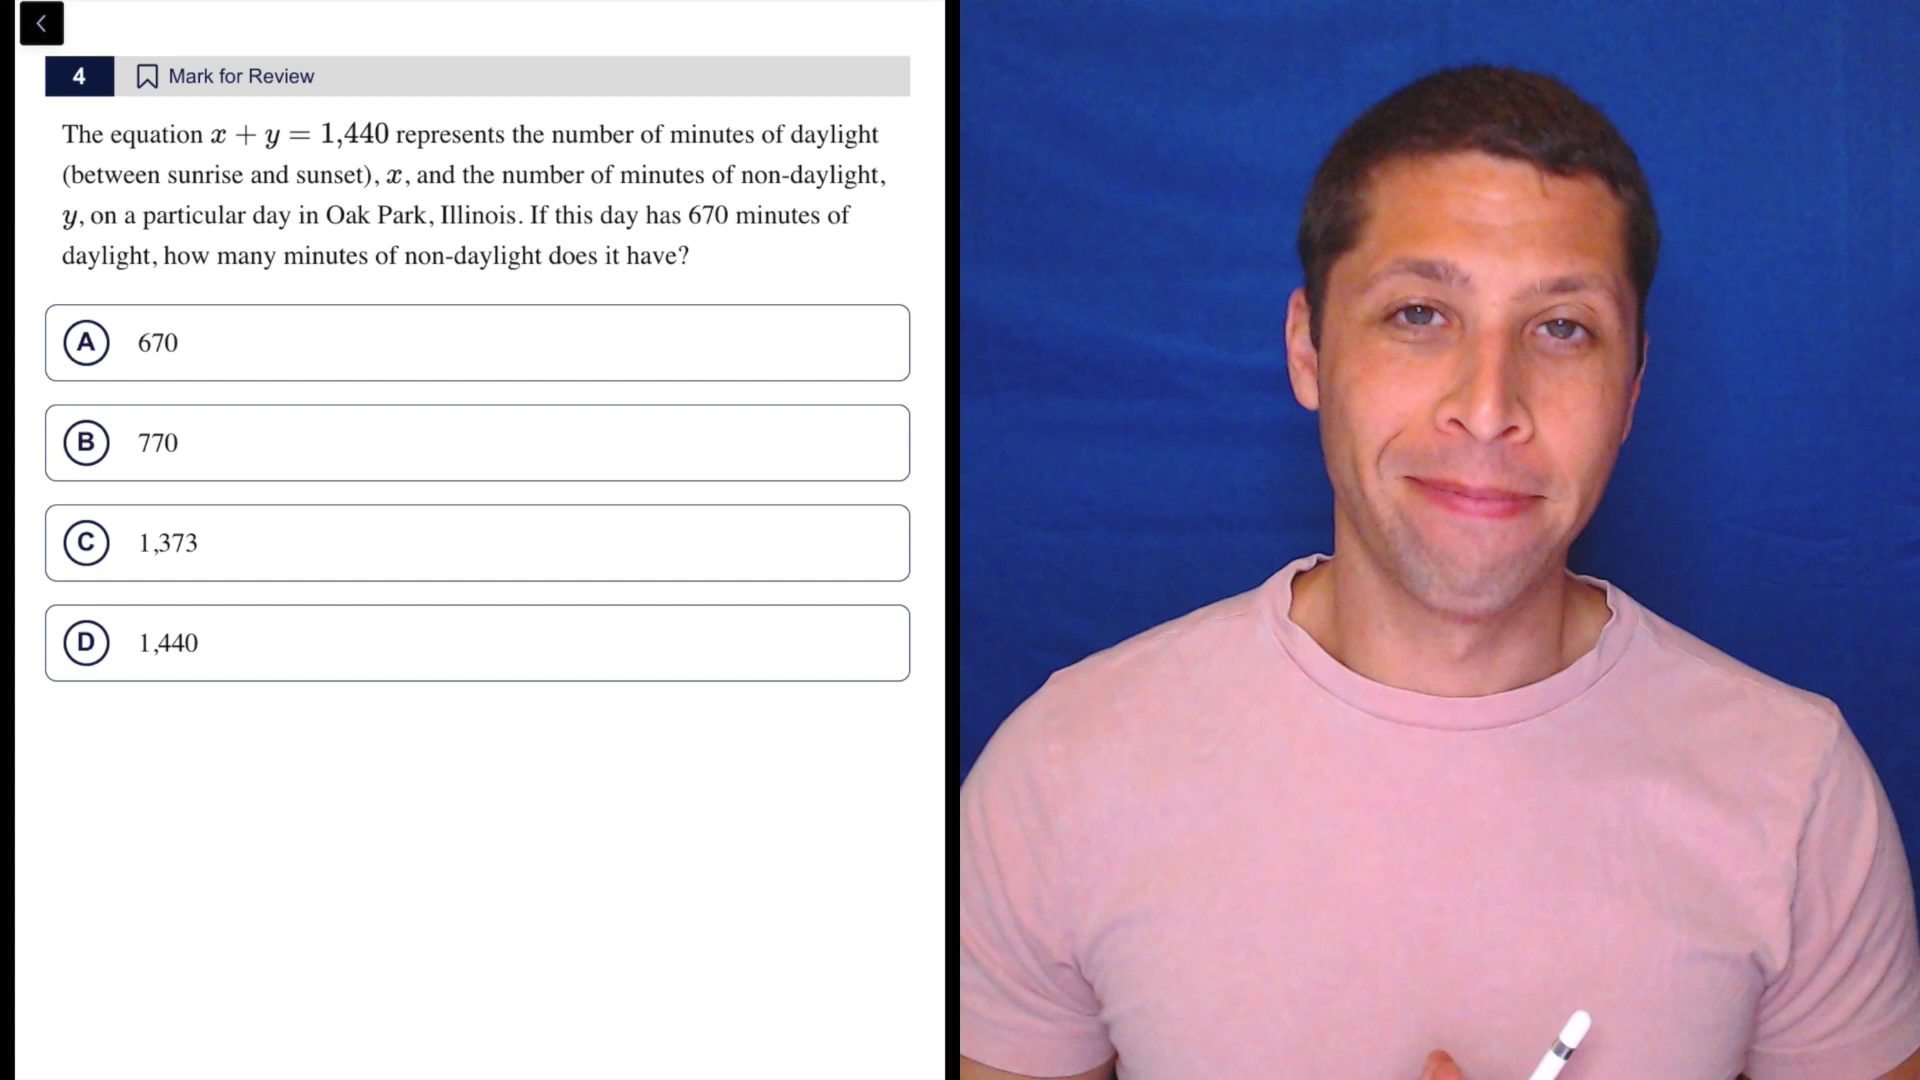 4 Mark for Review
The equation x + y = 1,440 represents the number of minutes of daylight
(between sunrise and sunset), x, and the number of minutes of non-daylight,
y, on a particular day in Oak Park, Illinois. If this day has 670 minutes of
daylight, how many minutes of non-daylight does it have?
A 670
B 770
C 1,373
D 1,440